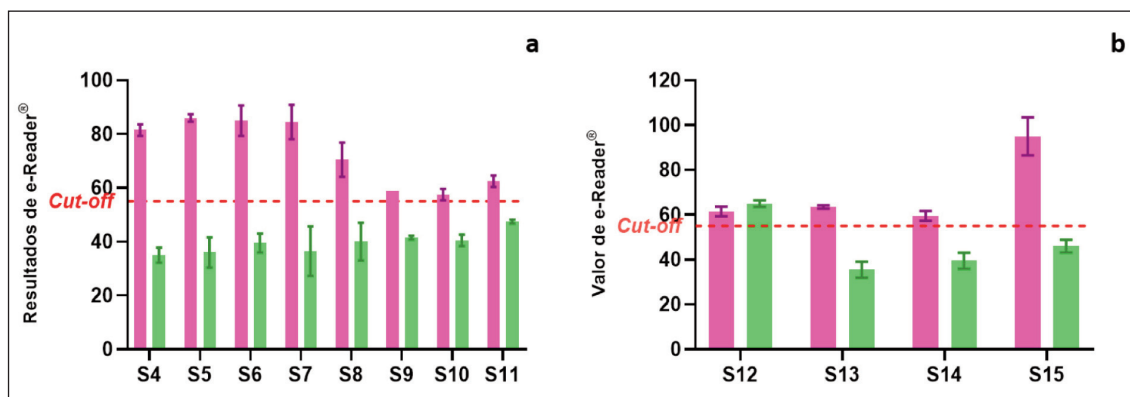 a
Resultados de e-Reader®
100
80
60
40
20
0
Cut-off
S4 S5 S6 S7 S8 S9 S10 S11
b
Valor de e-Reader®
120
100
80
60
40
20
0
Cut-off
S12 S13 S14 S15